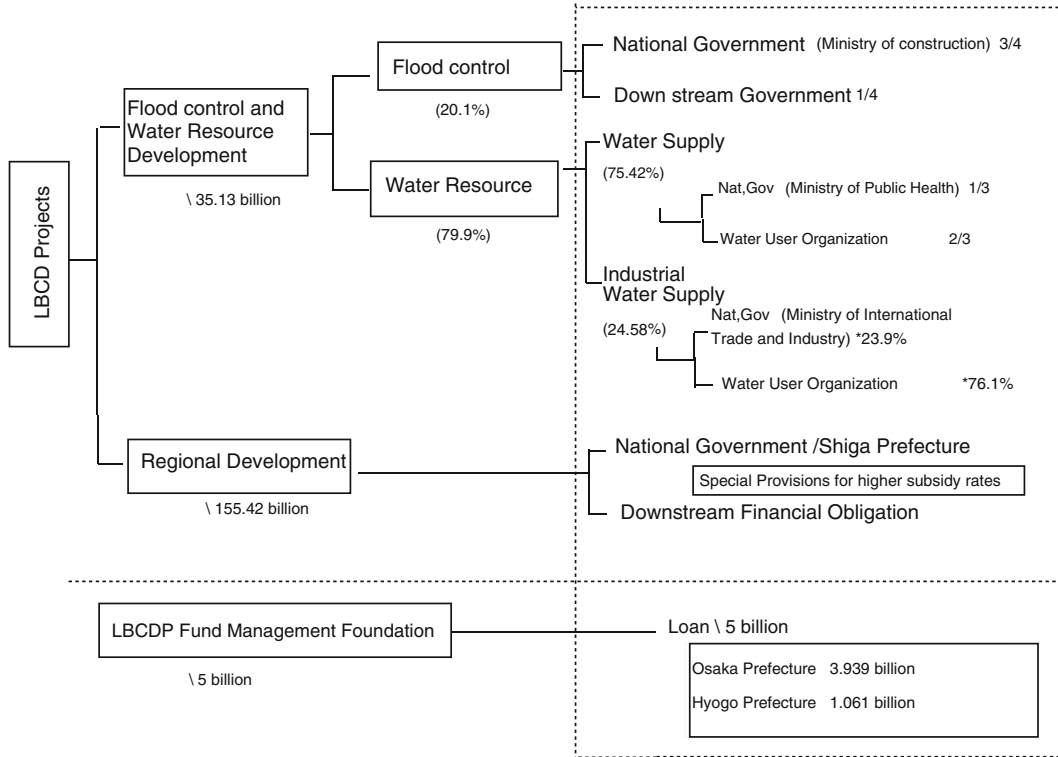 LBCD Projects
Flood control and
Water Resource
Development
\ 35.13 billion
Flood control
(20.1%)
Water Resource
(79.9%)
National Government (Ministry of construction) 3/4
Down stream Government 1/4
Water Supply
(75.42%)
Nat,Gov (Ministry of Public Health) 1/3
Water User Organization 2/3
Industrial
Water Supply
(24.58%)
Nat,Gov (Ministry of International
Trade and Industry) *23.9%
Water User Organization *76.1%
Regional Development
\ 155.42 billion
National Government /Shiga Prefecture
Special Provisions for higher subsidy rates
Downstream Financial Obligation
LBCDP Fund Management Foundation
\ 5 billion
Loan \ 5 billion
Osaka Prefecture 3.939 billion
Hyogo Prefecture 1.061 billion